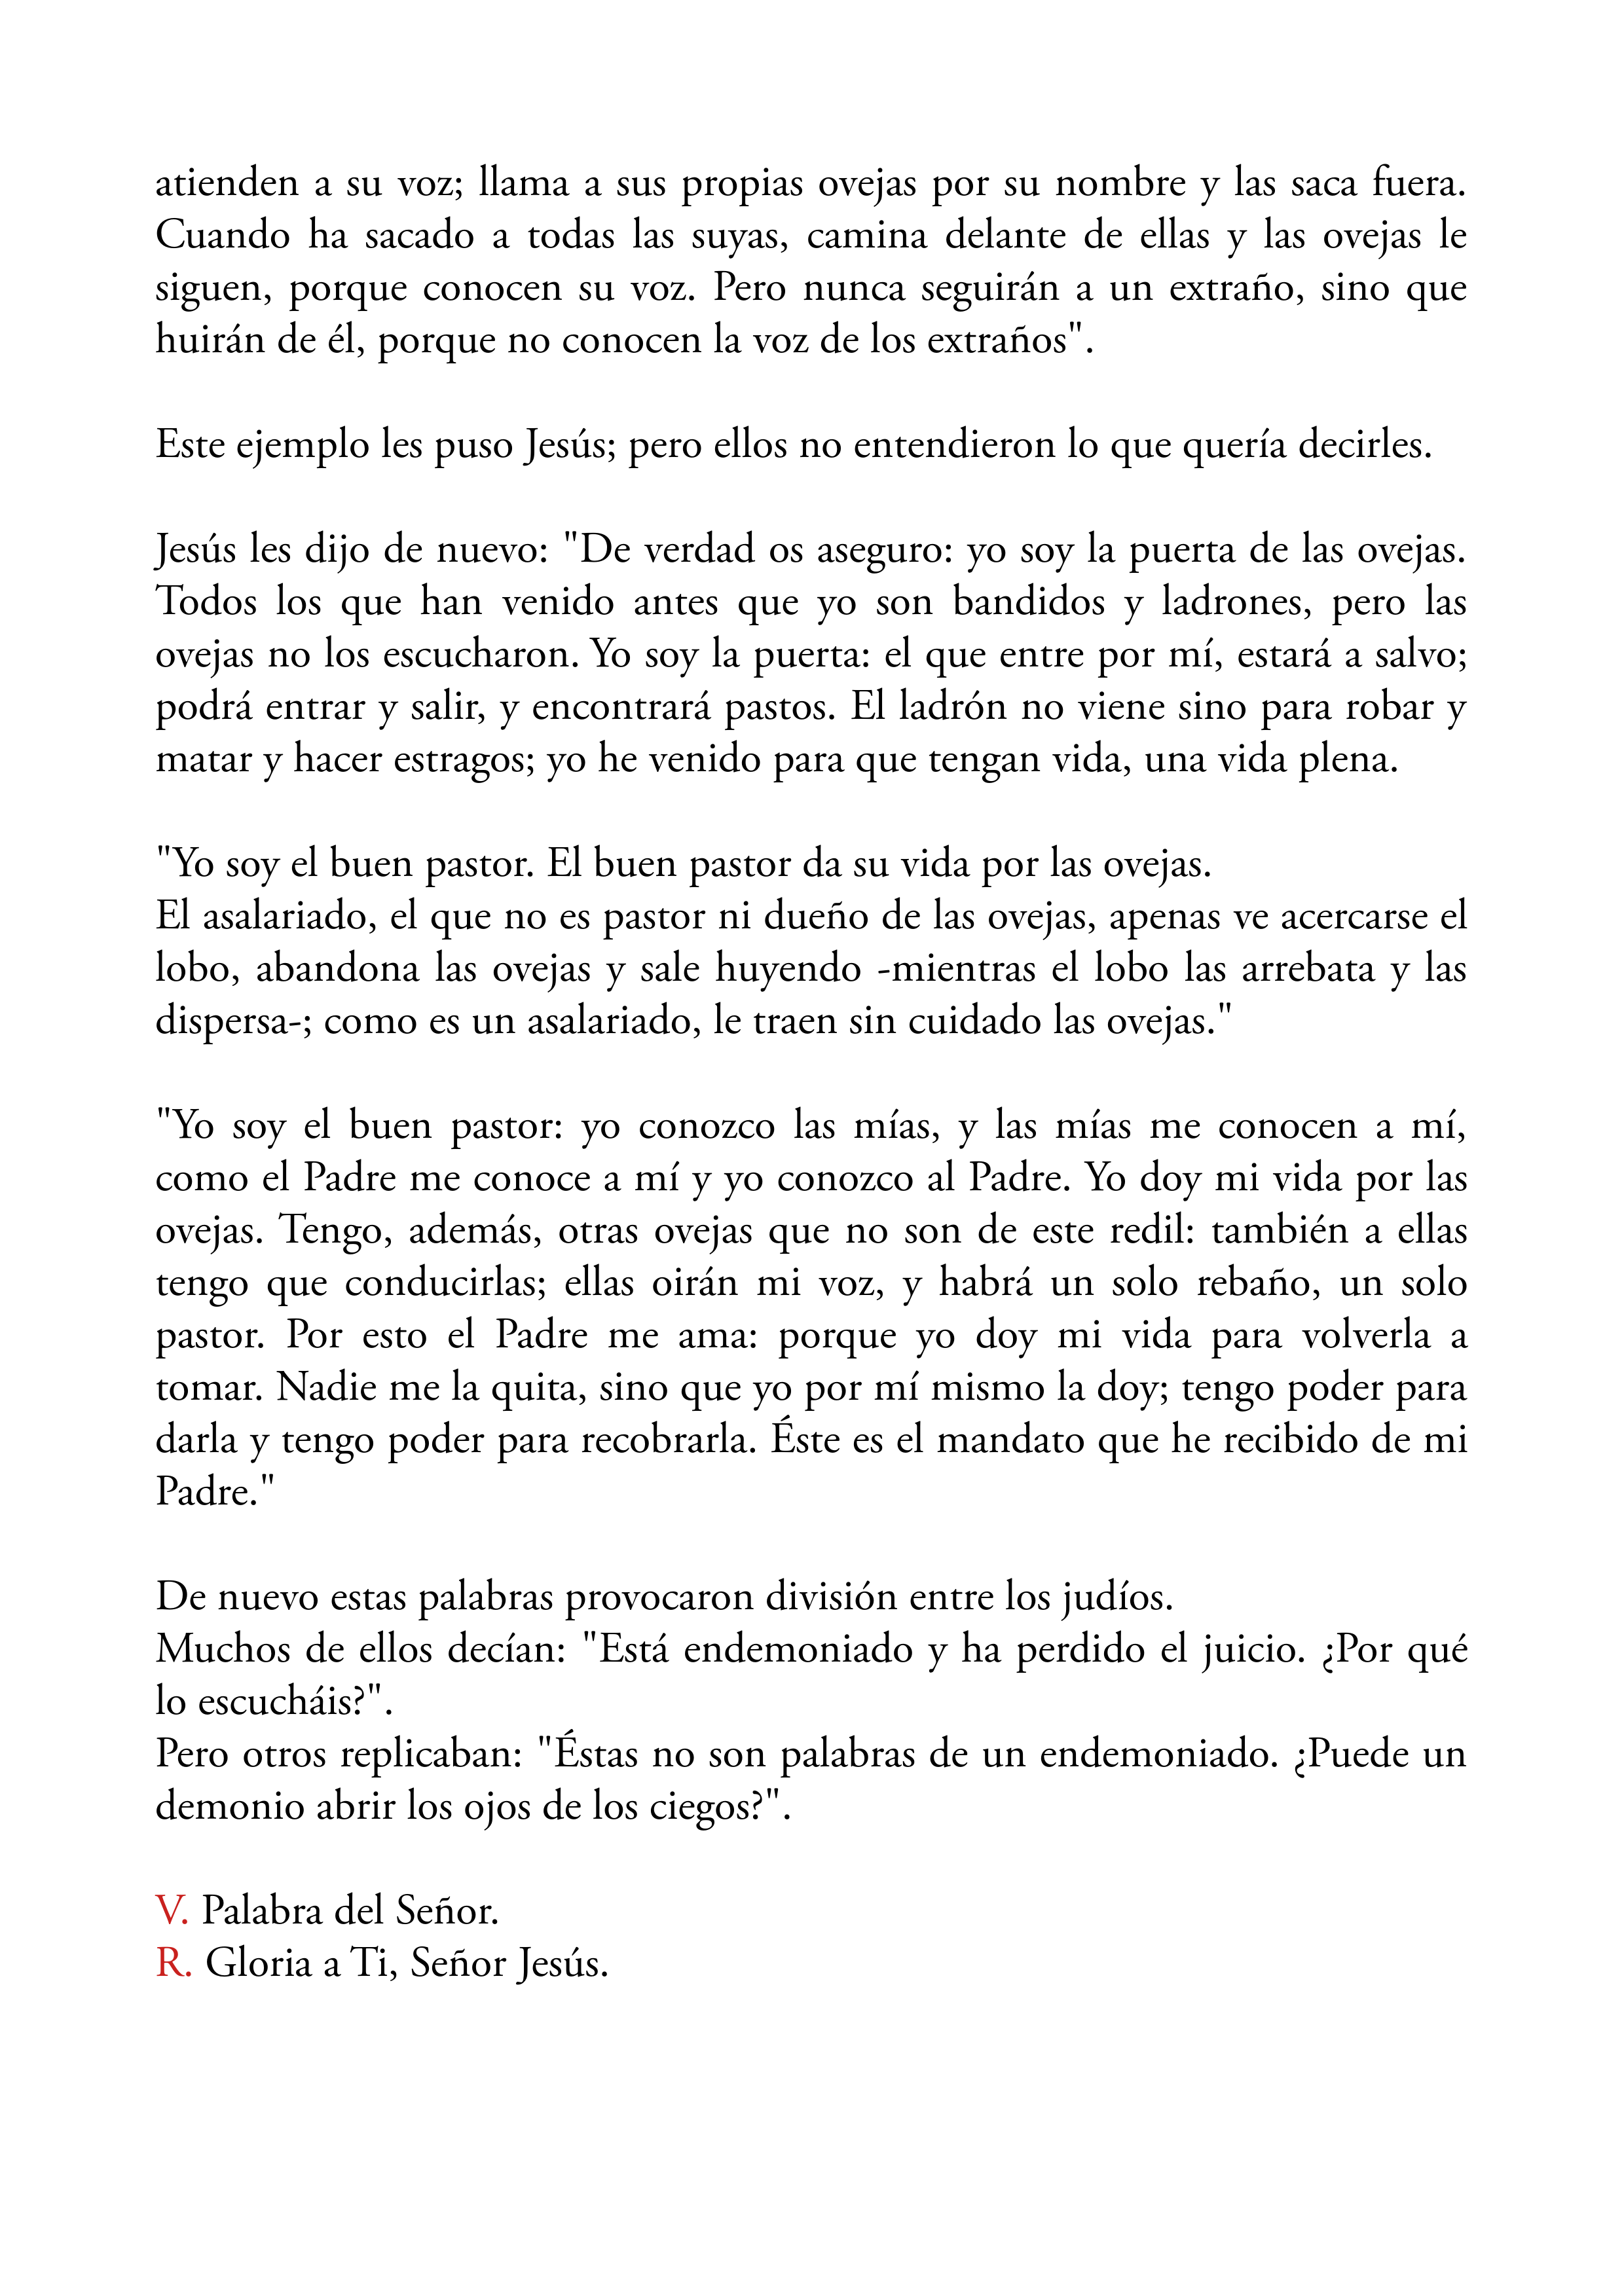 atienden a su voz; llama a sus propias ovejas por su nombre y las saca fuera.
Cuando ha sacado a todas las suyas, camina delante de ellas y las ovejas le
siguen, porque conocen su voz. Pero nunca seguirán a un extraño, sino que
huirán de él, porque no conocen la voz de los extraños".
Este ejemplo les puso Jesús; pero ellos no entendieron lo que quería decirles.
Jesús les dijo de nuevo: "De verdad os aseguro: yo soy la puerta de las ovejas.
Todos los que han venido antes que yo son bandidos y ladrones, pero las
ovejas no los escucharon. Yo soy la puerta: el que entre por mí, estará a salvo;
podrá entrar y salir, y encontrará pastos. El ladrón no viene sino para robar y
matar y hacer estragos; yo he venido para que tengan vida, una vida plena.
"Yo soy el buen pastor. El buen pastor da su vida por las ovejas.
El asalariado, el que no es pastor ni dueño de las ovejas, apenas ve acercarse el
lobo, abandona las ovejas y sale huyendo -mientras el lobo las arrebata y las
dispersa-; como es un asalariado, le traen sin cuidado las ovejas."
"Yo soy el buen pastor: yo conozco las mías, y las mías me conocen a mí,
como el Padre me conoce a mí y yo conozco al Padre. Yo doy mi vida por las
ovejas. Tengo, además, otras ovejas que no son de este redil: también a ellas
tengo que conducirlas; ellas oirán mi voz, y habrá un solo rebaño, un solo
pastor. Por esto el Padre me ama: porque yo doy mi vida para volverla a
tomar. Nadie me la quita, sino que yo por mí mismo la doy; tengo poder para
darla y tengo poder para recobrarla. Éste es el mandato que he recibido de mi
Padre."
De nuevo estas palabras provocaron división entre los judíos.
Muchos de ellos decían: "Está endemoniado y ha perdido el juicio. ¿Por qué
lo escucháis?".
Pero otros replicaban: "Éstas no son palabras de un endemoniado. ¿Puede un
demonio abrir los ojos de los ciegos?".
V. Palabra del Señor.
R. Gloria a Ti, Señor Jesús.